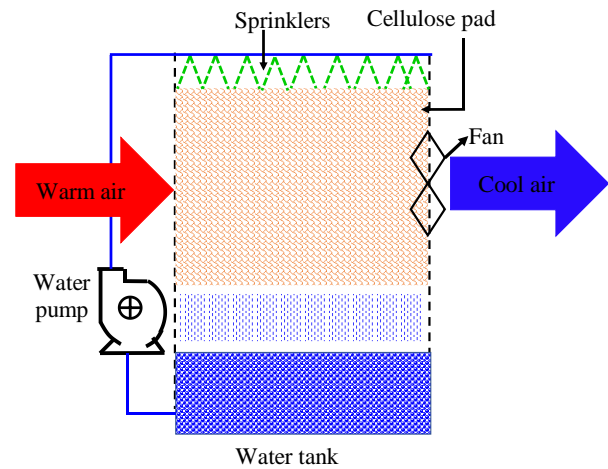 Sprinklers
Cellulose pad
Fan
Warm air
Cool air
Water
pump
Water tank